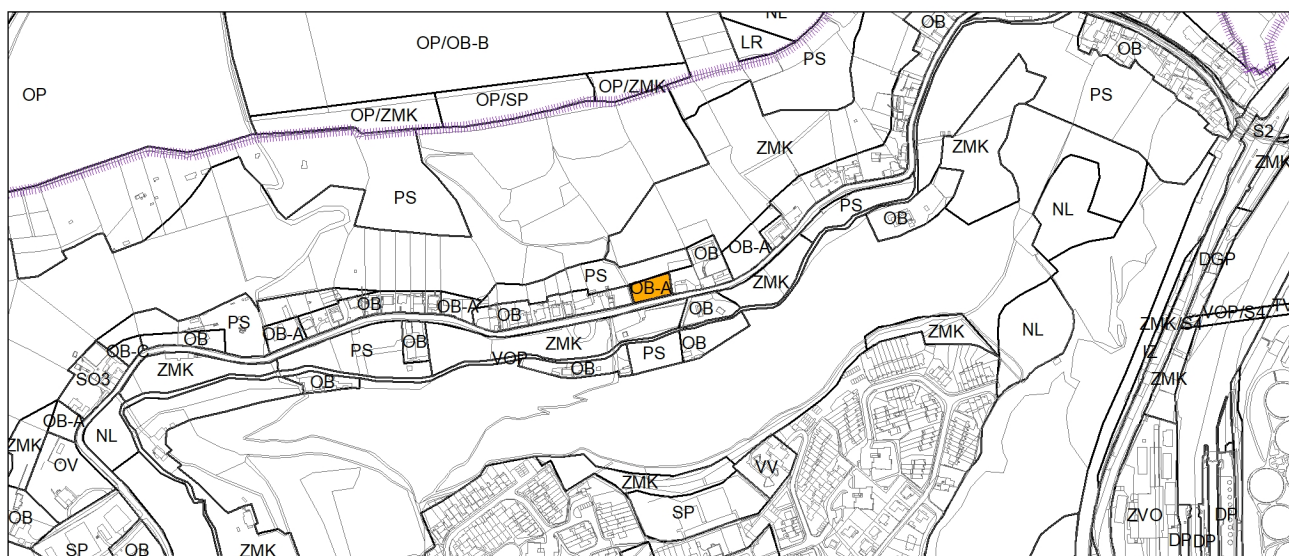 NL
OB
OP/OB-B
LR
OB
PS
OP
OP/ZMK
OP/SP
OP/ZMK
PS
S2
ZMK
ZMK
ZMK
PS
NL
PS
OB
OB-A
OB
DGP
PS
ZMK
OB-A
OB
OB-A
OB
VOP/S4
PS
OB-A
OB
ZMK/S4
NL
OB
OB-C
PS
OB
ZMK
OB
ZMK
IZ
VOP
PS
ZMK
OB
SO3
OB
ZMK
OB-A
NL
ZMK
OV
VV
ZMK
SP
OB
ZVO
DP
SP
OB
ZMK
DP
DP